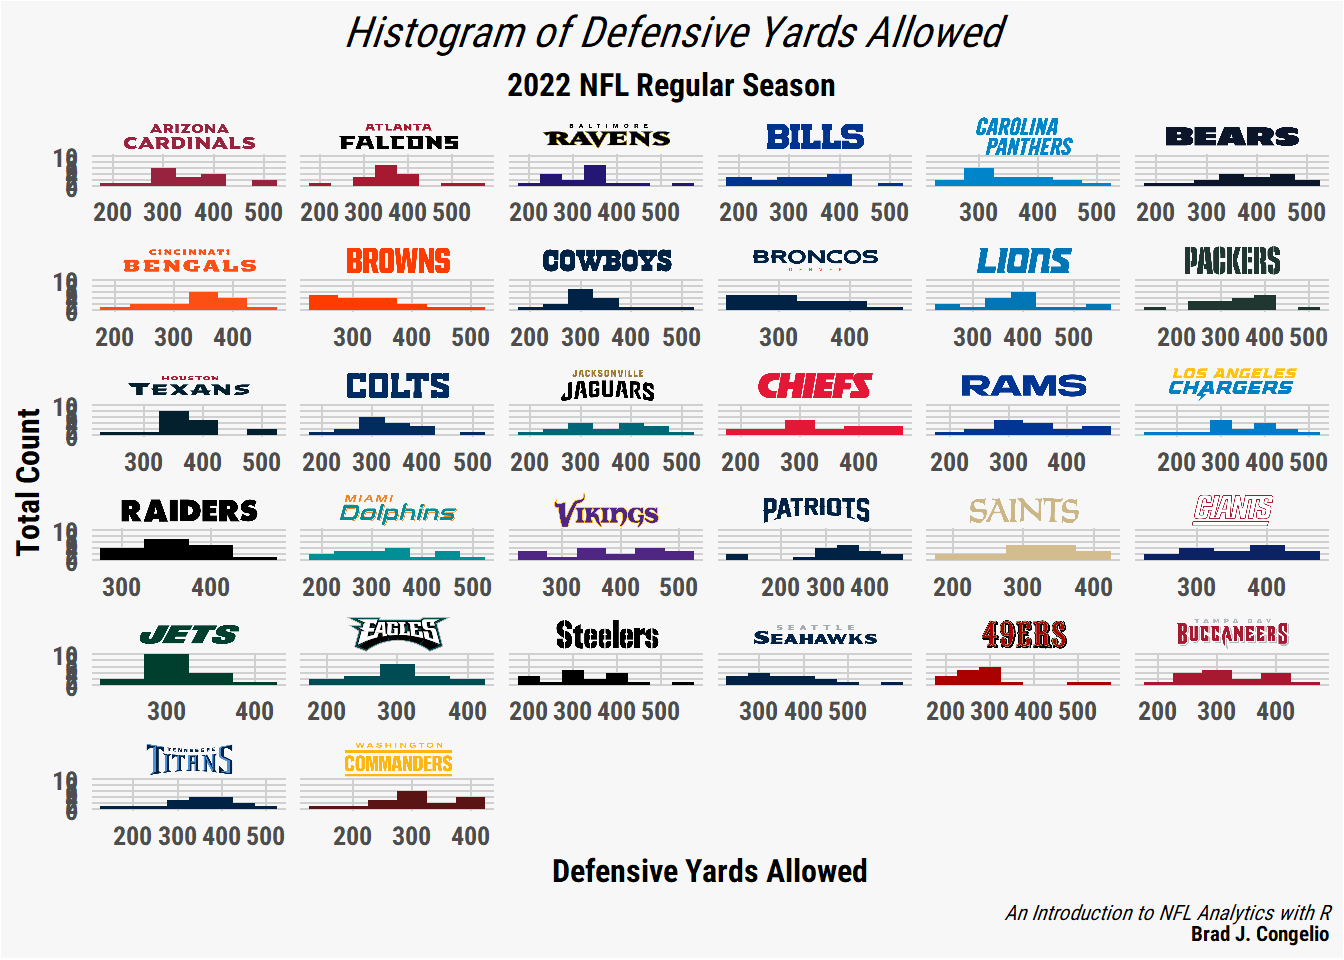 Histogram of Defensive Yards Allowed
2022 NFL Regular Season
ARIZONA CARDINALS
ATLANTA FALCONS
BALTIMORE RAVENS
BILLS
CAROLINA PANTHERS
BEARS
10
200 300 400 500
200 300 400 500
200 300 400 500
200 300 400 500
300 400 500
200 300 400 500
CINCINNATI BENGALS
BROWNS
COWBOYS
BRONCOS DENVER
LIONS
PACKERS
10
200 300 400
300 400 500
200 300 400 500
300 400
300 400 500
200 300 400 500
HOUSTON TEXANS
COLTS
JACKSONVILLE JAGUARS
CHIEFS
RAMS
LOS ANGELES CHARGERS
10
300 400 500
200 300 400 500
200 300 400 500
200 300 400
200 300 400
200 300 400 500
Total Count
RAIDERS
MIAMI Dolphins
VIKINGS
PATRIOTS
SAINTS
GIANTS
10
300 400
200 300 400 500
300 400 500
200 300 400
200 300 400
300 400
JETS
EAGLES
Steelers
SEATTLE SEAHAWKS
49ERS
TAMPA BAY BUCCANEERS
10
300 400
200 300 400
200 300 400 500
300 400 500
200 300 400 500
200 300 400
TENNESSEE TITANS
WASHINGTON COMMANDERS
10
200 300 400 500
200 300 400
Defensive Yards Allowed
An Introduction to NFL Analytics with R
Brad J. Congelio